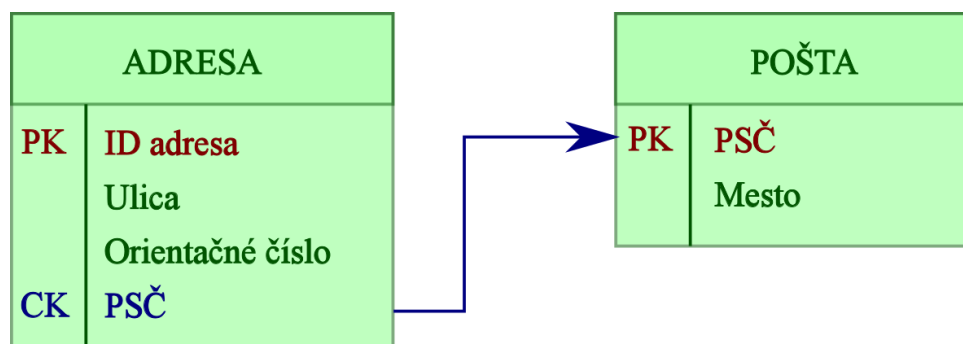 ADRESA
PK ID adresa
Ulica
Orientačné číslo
CK PSČ
POŠTA
PK PSČ
Mesto